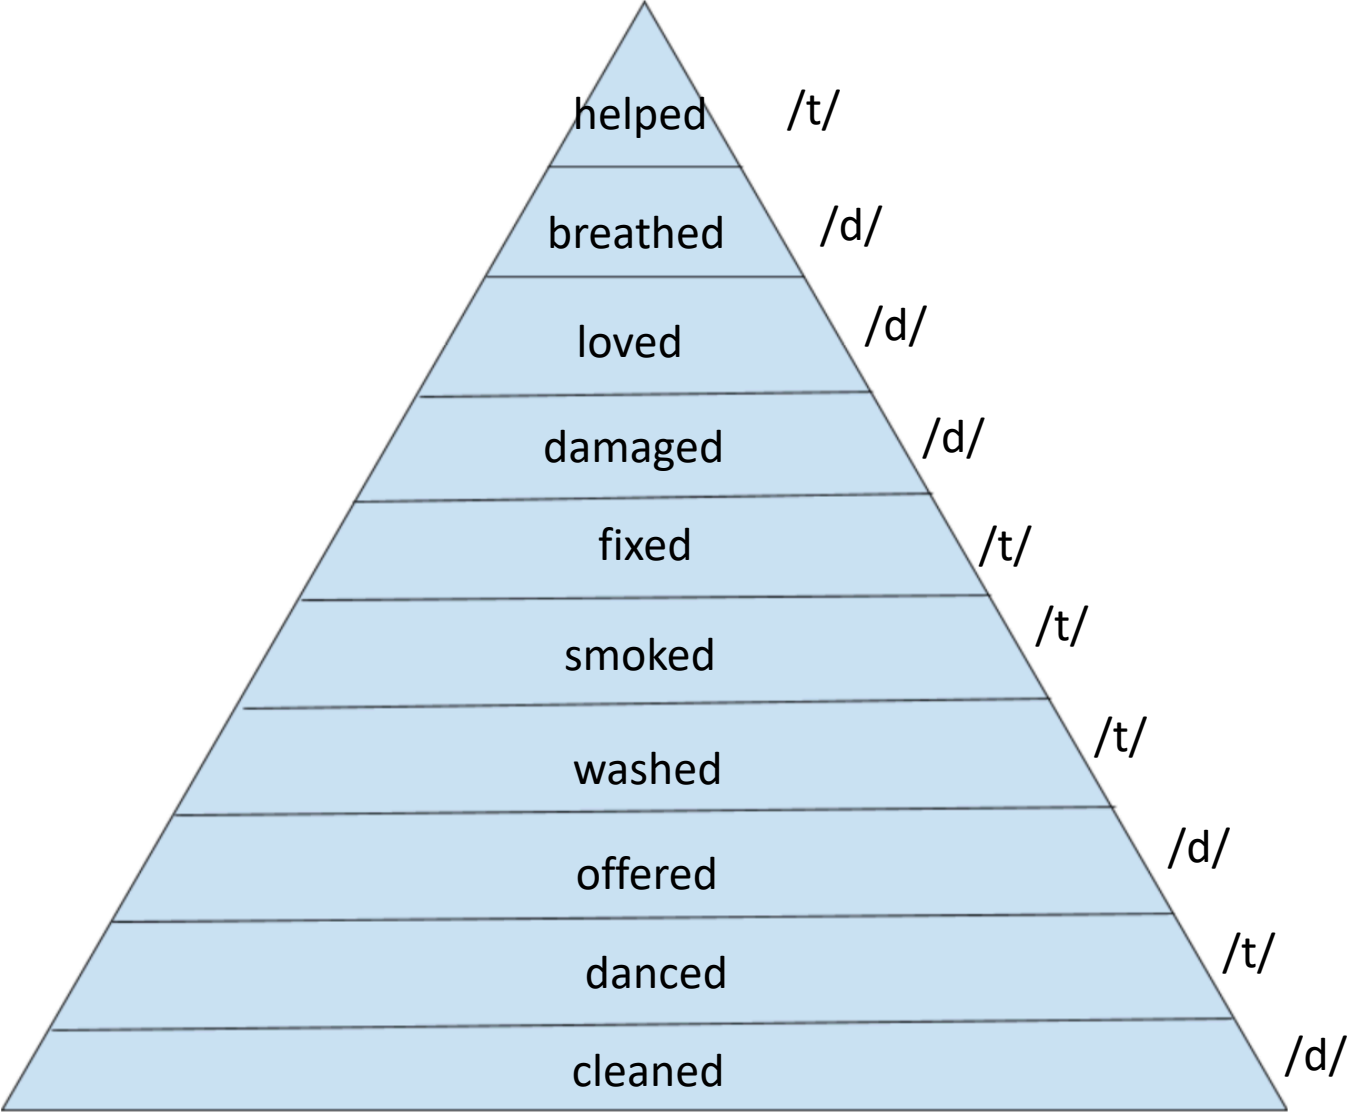 helped /t/
breathed /d/
loved /d/
damaged /d/
fixed /t/
smoked /t/
washed /t/
offered /d/
danced /t/
cleaned /d/